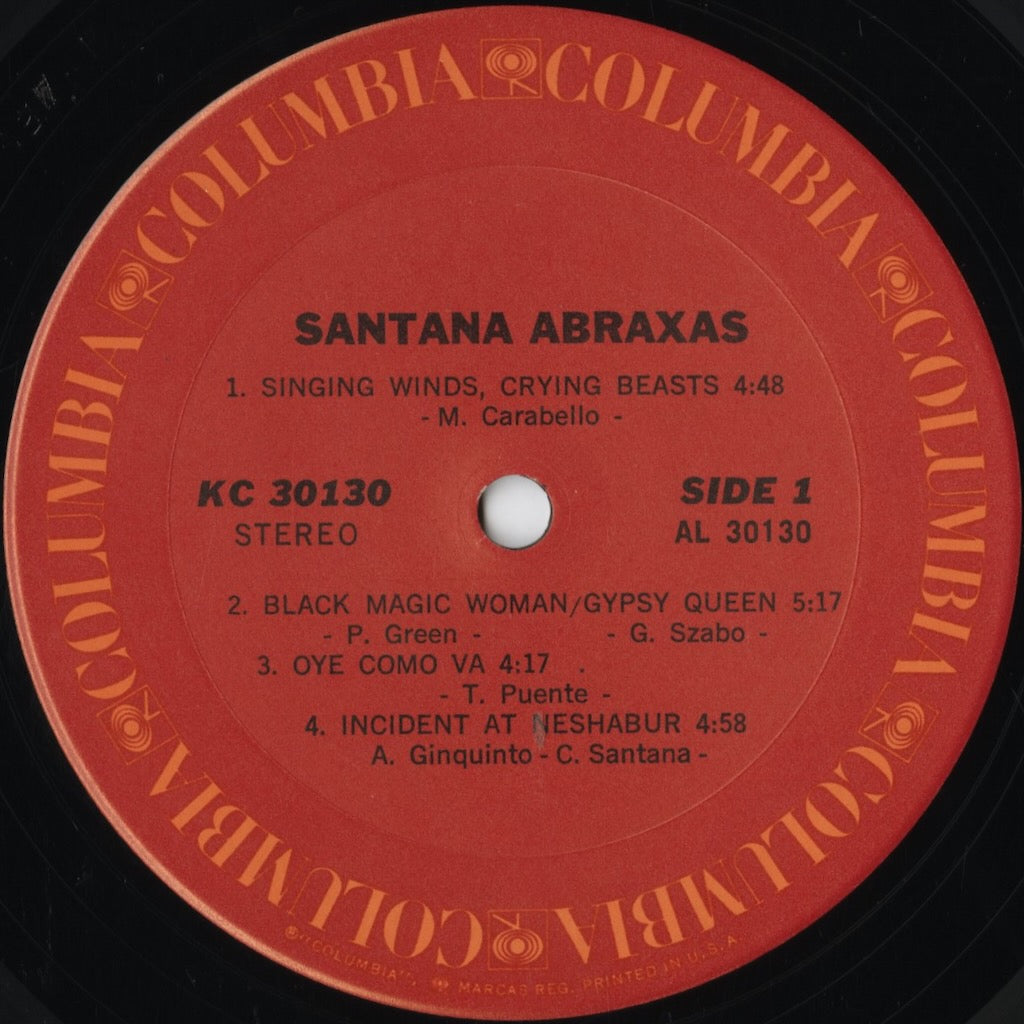 COLUMBIA COLUMBIA COLUMBIA COLUMBIA COLUMBIA COLUMBIA
SANTANA ABRAXAS
1. SINGING WINDS, CRYING BEASTS 4:48
- M. Carabello -
KC 30130
STEREO
SIDE 1
AL 30130
2. BLACK MAGIC WOMAN/GYPSY QUEEN 5:17
- P. Green - - G. Szabo -
3. OYE COMO VA 4:17
- T. Puente -
4. INCIDENT AT NESHABUR 4:58
A. Ginquinto - C. Santana -
® "COLUMBIA", MARCAS REG. PRINTED IN U.S.A.